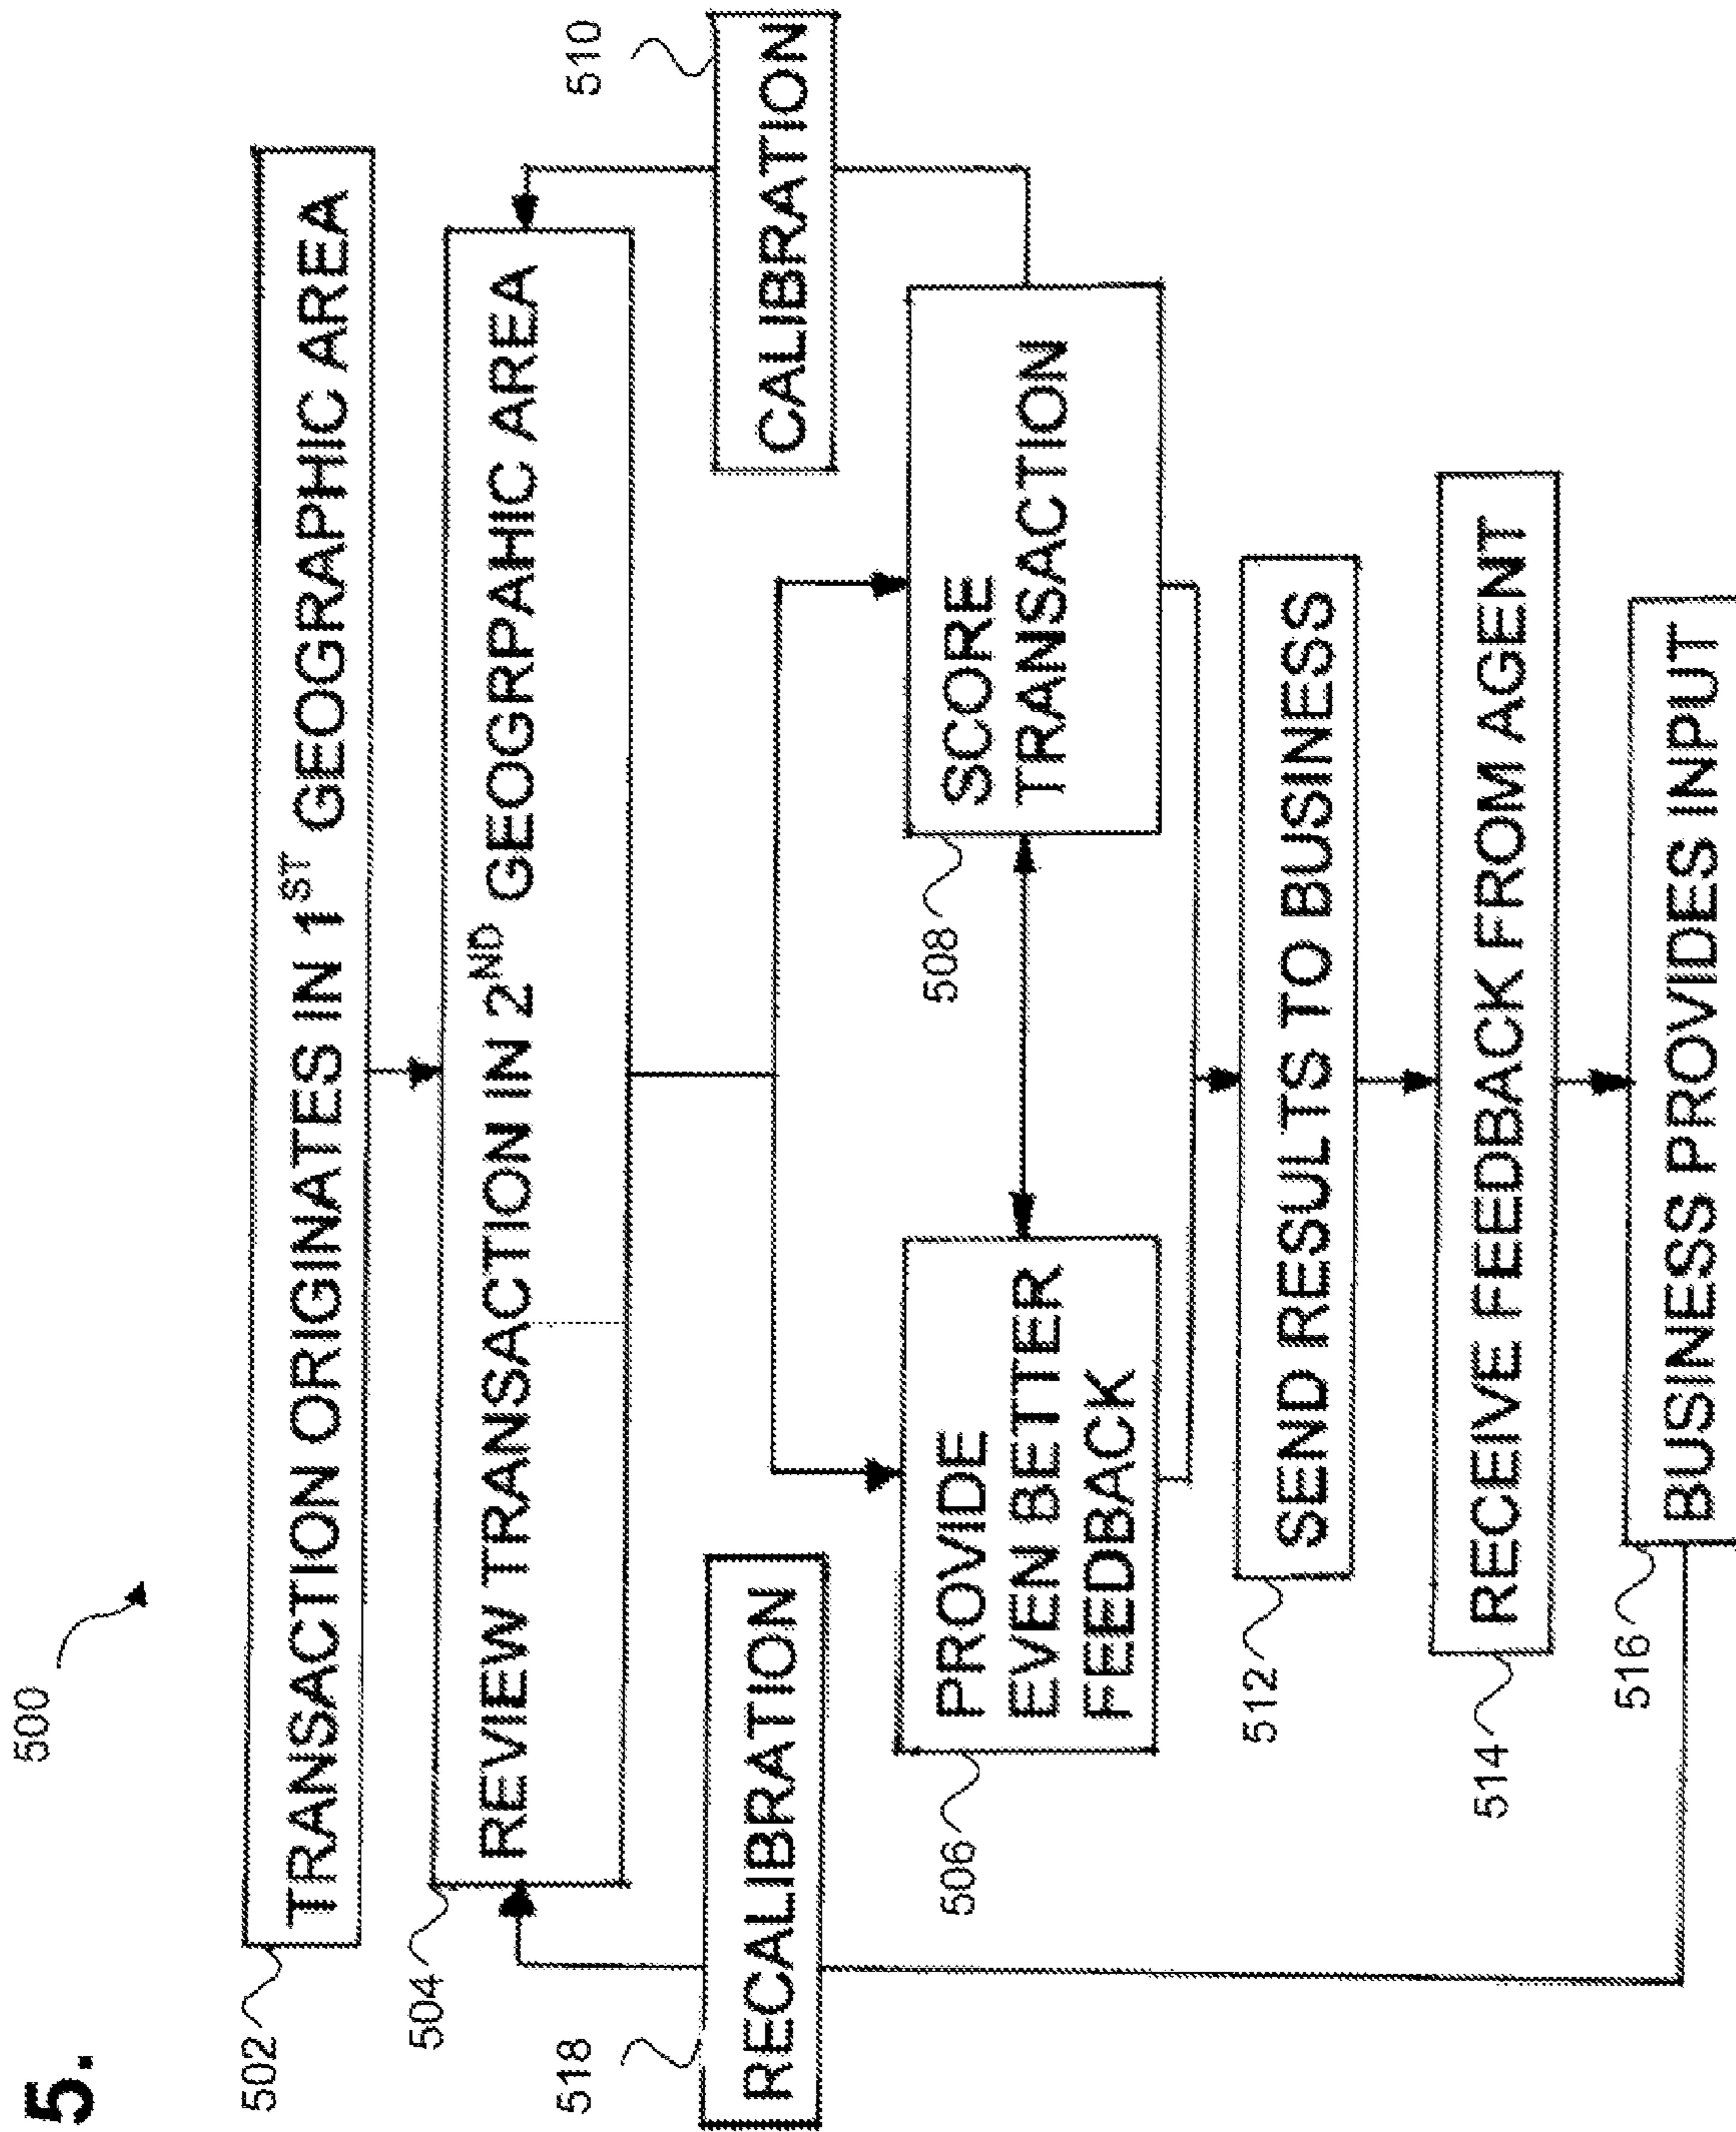 5.
500
502
TRANSACTION ORIGINATES IN 1ST GEOGRAPHIC AREA
504
REVIEW TRANSACTION IN 2ND GEOGRPAHIC AREA
518
RECALIBRATION
510
CALIBRATION
506
PROVIDE
EVEN BETTER
FEEDBACK
508
SCORE
TRANSACTION
512
SEND RESULTS TO BUSINESS
514
RECEIVE FEEDBACK FROM AGENT
516
BUSINESS PROVIDES INPUT